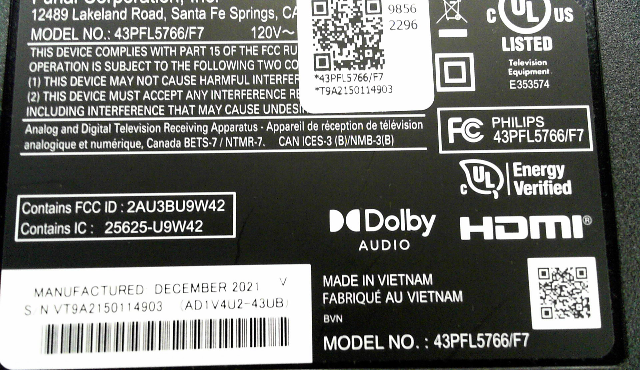 Funai Corporation, Inc.
12489 Lakeland Road, Santa Fe Springs, CA
MODEL NO.: 43PFL5766/F7 120V~
THIS DEVICE COMPLIES WITH PART 15 OF THE FCC RU
OPERATION IS SUBJECT TO THE FOLLOWING TWO CO
(1) THIS DEVICE MAY NOT CAUSE HARMFUL INTERFER
(2) THIS DEVICE MUST ACCEPT ANY INTERFERENCE RE
INCLUDING INTERFERENCE THAT MAY CAUSE UNDESI
Analog and Digital Television Receiving Apparatus - Appareil de réception de télévision
analogique et numérique, Canada BETS-7 / NTMR-7. CAN ICES-3 (B)/NMB-3(B)
9856
2296
*43PFL5766/F7
*T9A2150114903
c UL US
LISTED
Television
Equipment
E353574
FC PHILIPS
43PFL5766/F7
c UL Energy
Verified
Contains FCC ID : 2AU3BU9W42
Contains IC : 25625-U9W42
Dolby
AUDIO
HDMI®
MANUFACTURED DECEMBER 2021 V
S N VT9A2150114903 (AD1V4U2-43UB)
MADE IN VIETNAM
FABRIQUÉ AU VIETNAM
BVN
MODEL NO. : 43PFL5766/F7